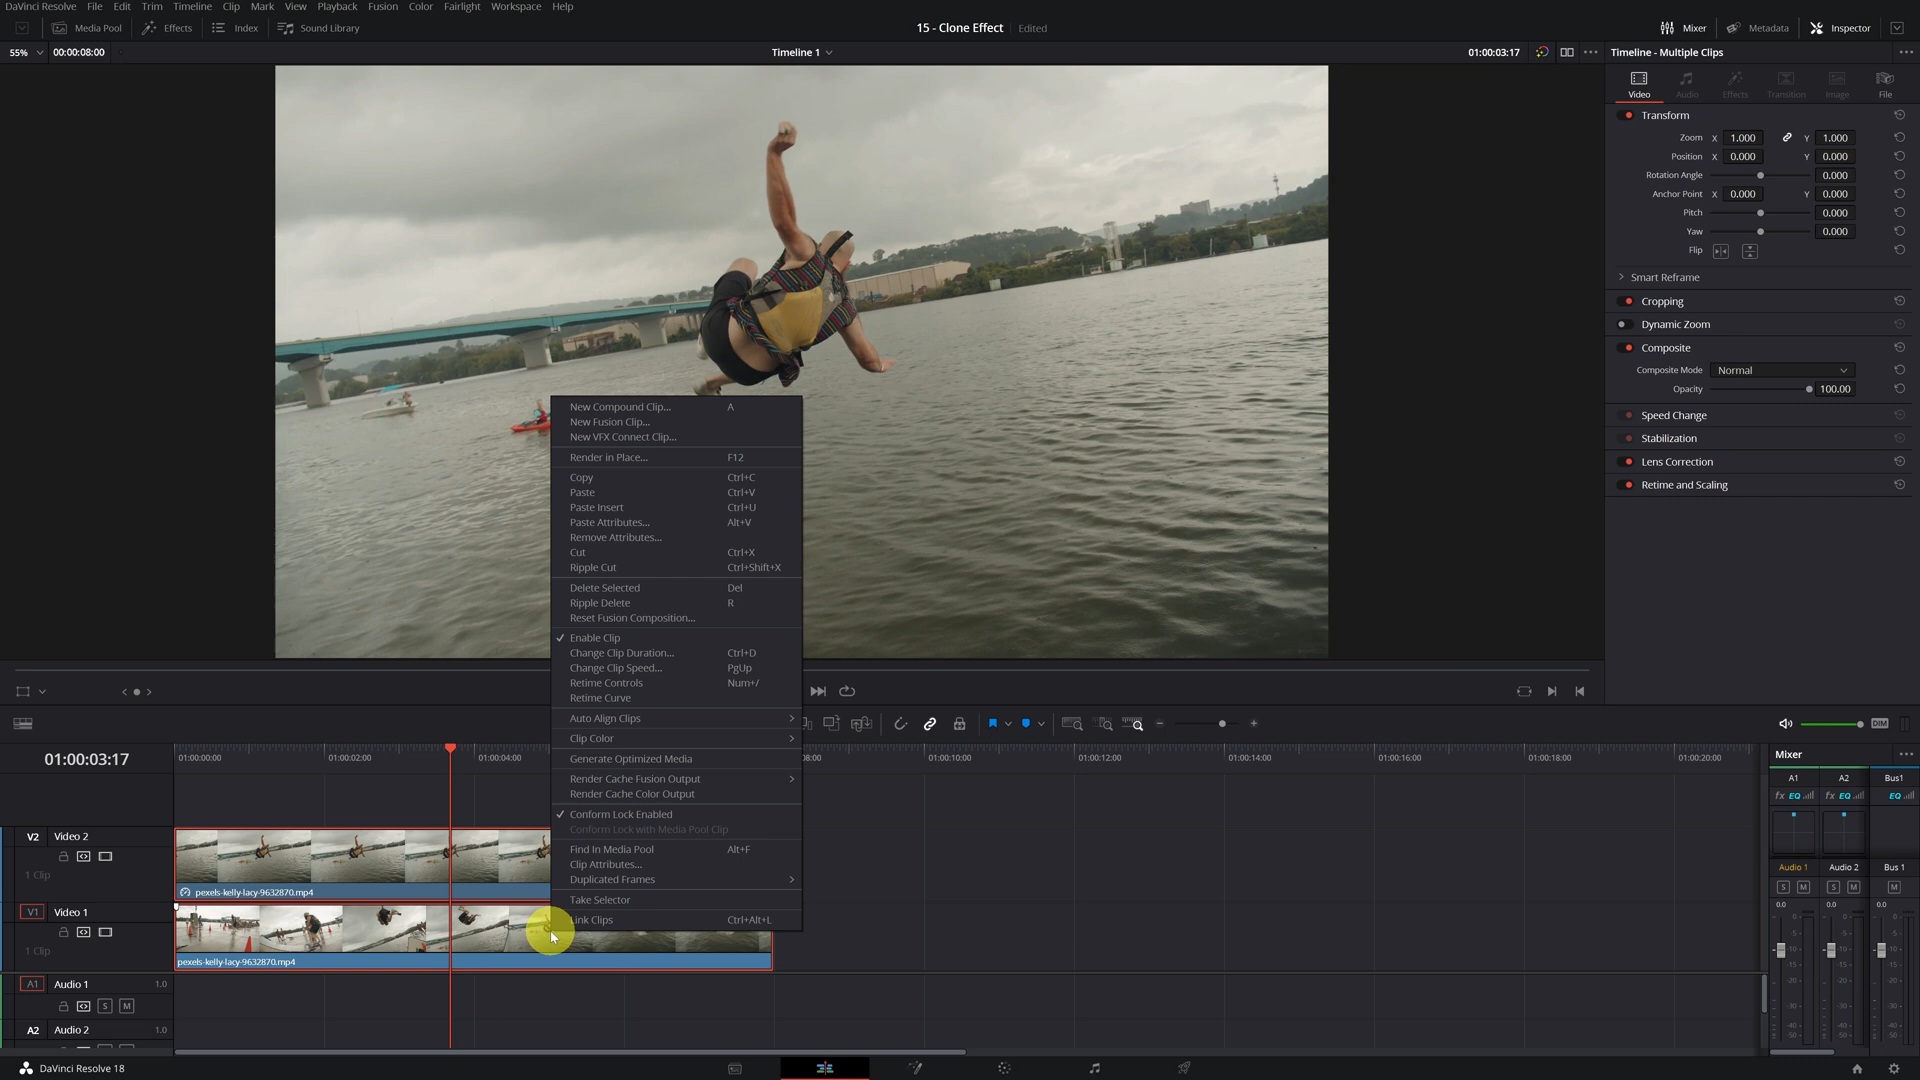 DaVinci Resolve File Edit Trim Timeline Clip Mark View Playback Fusion Color Fairlight Workspace Help
Media Pool Effects Index Sound Library 15 - Clone Effect Edited Mixer Metadata Inspector
55% 00:00:08:00 Timeline 1 01:00:03:17 Timeline - Multiple Clips
Video Audio Effects Transition Image File
Transform
Zoom X 1.000 Y 1.000
Position X 0.000 Y 0.000
Rotation Angle 0.000
Anchor Point X 0.000 Y 0.000
Pitch 0.000
Yaw 0.000
Flip
Smart Reframe
Cropping
Dynamic Zoom
Composite
Composite Mode Normal
Opacity 100.00
Speed Change
Stabilization
Lens Correction
Retime and Scaling
New Compound Clip... A
New Fusion Clip...
New VFX Connect Clip...
Render in Place... F12
Copy Ctrl+C
Paste Ctrl+V
Paste Insert Ctrl+U
Paste Attributes... Alt+V
Remove Attributes...
Cut Ctrl+X
Ripple Cut Ctrl+Shift+X
Delete Selected Del
Ripple Delete R
Reset Fusion Composition...
Enable Clip
Change Clip Duration... Ctrl+D
Change Clip Speed... PgUp
Retime Controls Num+/
Retime Curve
Auto Align Clips
Clip Color
Generate Optimized Media
Render Cache Fusion Output
Render Cache Color Output
Conform Lock Enabled
Conform Lock with Media Pool Clip
Find In Media Pool Alt+F
Clip Attributes...
Duplicated Frames
Take Selector
Link Clips Ctrl+Alt+L
DIM
01:00:03:17 01:00:00:00 01:00:02:00 01:00:04:00 08:00 01:00:10:00 01:00:12:00 01:00:14:00 01:00:16:00 01:00:18:00 01:00:20:00
V2 Video 2
1 Clip
pexels-kelly-lacy-9632870.mp4
V1 Video 1
1 Clip
pexels-kelly-lacy-9632870.mp4
A1 Audio 1 1.0
S M
A2 Audio 2 1.0
Mixer
A1 A2 Bus1
fx EQ fx EQ EQ
Audio 1 Audio 2 Bus 1
S M S M M
0.0 0.0 0.0
DaVinci Resolve 18